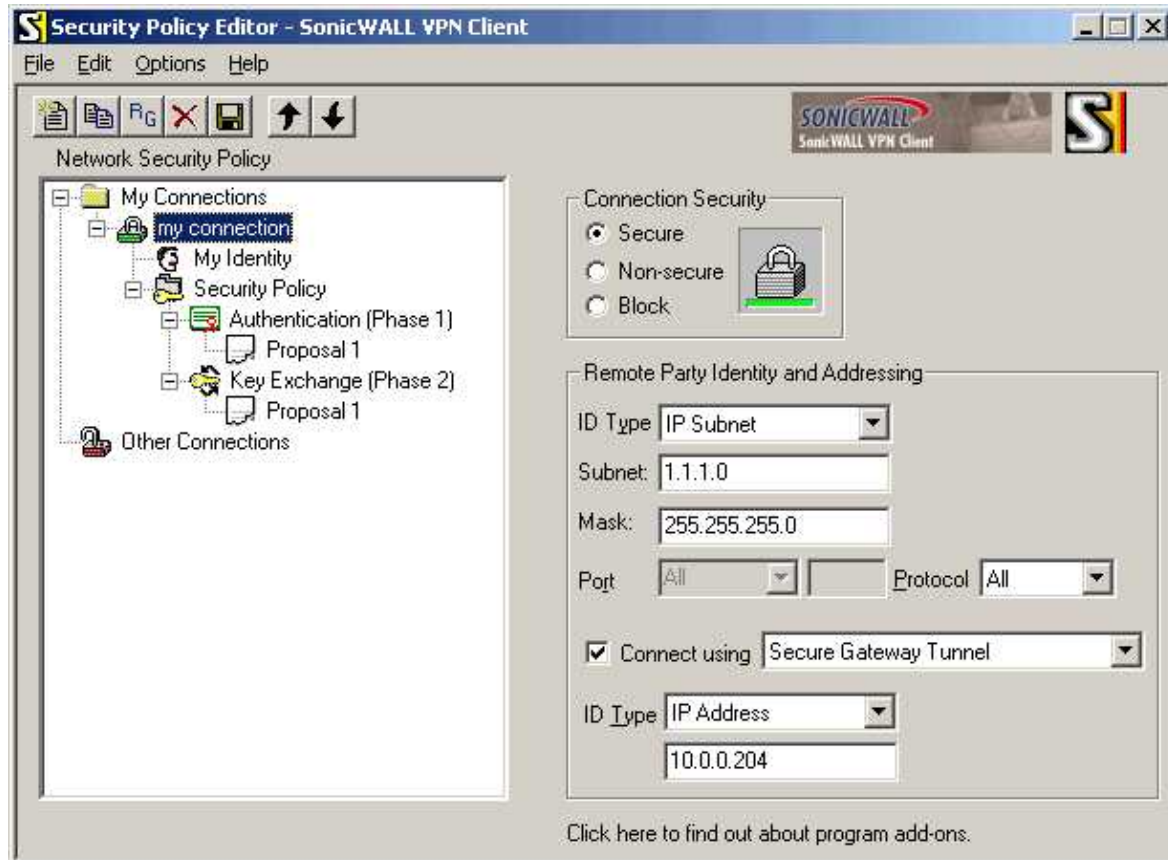 Security Policy Editor - SonicWALL VPN Client
File Edit Options Help
RG
SONICWALL
SonicWALL VPN Client
S
Network Security Policy
My Connections
my connection
My Identity
Security Policy
Authentication (Phase 1)
Proposal 1
Key Exchange (Phase 2)
Proposal 1
Other Connections
Connection Security
Secure
Non-secure
Block
Remote Party Identity and Addressing
ID Type IP Subnet
Subnet: 1.1.1.0
Mask: 255.255.255.0
Port All Protocol All
Connect using Secure Gateway Tunnel
ID Type IP Address
10.0.0.204
Click here to find out about program add-ons.